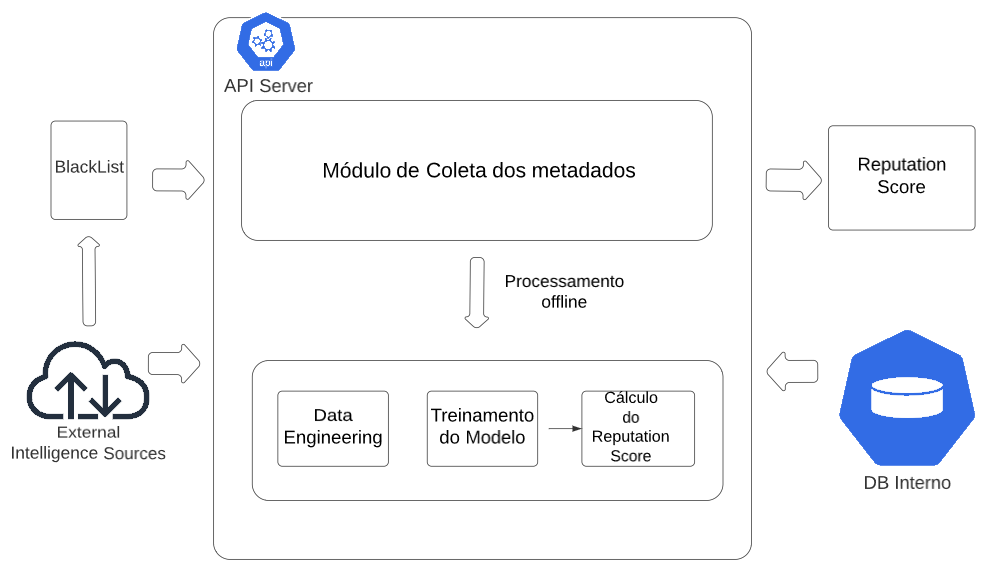 api
API Server
BlackList
Módulo de Coleta dos metadados
Reputation
Score
Processamento
offline
External
Intelligence Sources
Data
Engineering
Treinamento
do Modelo
Cálculo
do
Reputation
Score
DB Interno